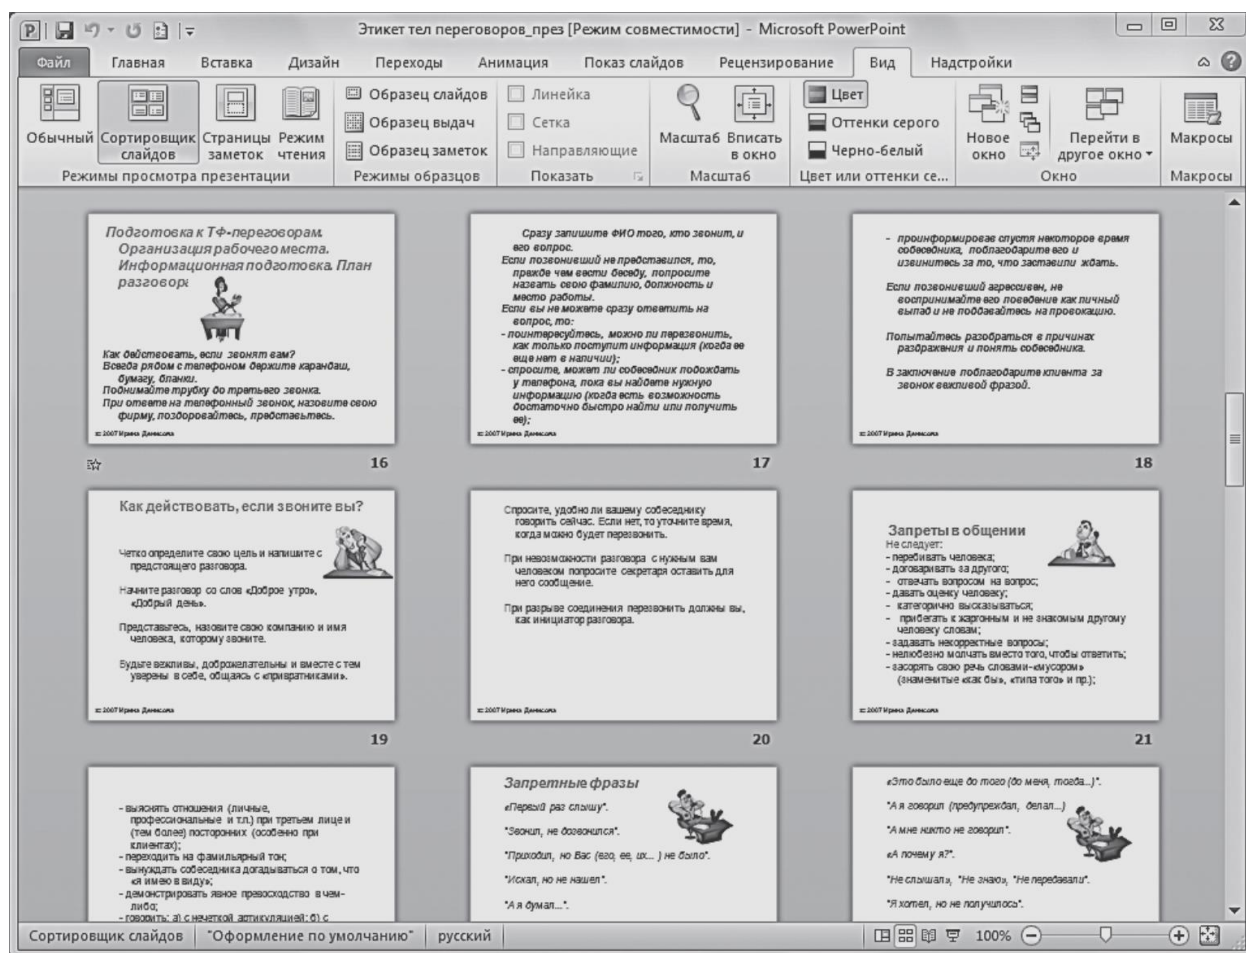 Этикет тел переговоров_през [Режим совместимости] - Microsoft PowerPoint
Файл Главная Вставка Дизайн Переходы Анимация Показ слайдов Рецензирование Вид Надстройки
Обычный Сортировщик слайдов Страницы заметок Режим чтения
Образец слайдов
Образец выдач
Образец заметок
Линейка
Сетка
Направляющие
Масштаб Вписать в окно
Цвет
Оттенки серого
Черно-белый
Новое окно
Перейти в другое окно
Макросы
Режимы просмотра презентации Режимы образцов Показать Масштаб Цвет или оттенки се... Окно Макросы
Подготовка к ТФ-переговорам.
Организация рабочего места.
Информационная подготовка. План
разговора
Как действовать, если звонят вам?
Всегда рядом с телефоном держите карандаш,
бумагу, бланки.
Поднимайте трубку до третьего звонка.
При ответе на телефонный звонок, назовите свою
фирму, поздоровайтесь, представьтесь.
© 2007 Ирина Денисова
16
Сразу запишите ФИО того, кто звонит, и
его вопрос.
Если позвонивший не представился, то,
прежде чем вести беседу, попросите
назвать свою фамилию, должность и
место работы.
Если вы не можете сразу ответить на
вопрос, то:
- поинтересуйтесь, можно ли перезвонить,
как только поступит информация (когда ее
еще нет в наличии);
- спросите, может ли собеседник подождать
у телефона, пока вы найдете нужную
информацию (когда есть возможность
достаточно быстро найти или получить
ее);
© 2007 Ирина Денисова
17
- проинформировав спустя некоторое время
собеседника, поблагодарите его и
извинитесь за то, что заставили ждать.
Если позвонивший агрессивен, не
воспринимайте его поведение как личный
выпад и не поддавайтесь на провокацию.
Попытайтесь разобраться в причинах
раздражения и понять собеседника.
В заключение поблагодарите клиента за
звонок вежливой фразой.
© 2007 Ирина Денисова
18
Как действовать, если звоните вы?
Четко определите свою цель и напишите с
предстоящего разговора.
Начните разговор со слов «Доброе утро»,
«Добрый день».
Представьтесь, назовите свою компанию и имя
человека, которому звоните.
Будьте вежливы, доброжелательны и вместе с тем
уверены в себе, общаясь с «привратниками».
© 2007 Ирина Денисова
19
Спросите, удобно ли вашему собеседнику
говорить сейчас. Если нет, то уточните время,
когда можно будет перезвонить.
При невозможности разговора с нужным вам
человеком попросите секретаря оставить для
него сообщение.
При разрыве соединения перезвонить должны вы,
как инициатор разговора.
© 2007 Ирина Денисова
20
Запреты в общении
Не следует:
- перебивать человека;
- договаривать за другого;
- отвечать вопросом на вопрос;
- давать оценку человеку;
- категорично высказываться;
- прибегать к жаргонным и не знакомым другому
человеку словам;
- задавать некорректные вопросы;
- нелюбезно молчать вместо того, чтобы ответить;
- засорять свою речь словами-«мусором»
(знаменитые «как бы», «типа того» и пр.);
© 2007 Ирина Денисова
21
- выяснять отношения (личные,
профессиональные и т.п.) при третьем лице и
(тем более) посторонних (особенно при
клиентах);
- переходить на фамильярный тон;
- вынуждать собеседника догадываться о том, что
«я имею в виду»;
- демонстрировать явное превосходство в чем-
либо;
- говорить: а) с нечеткой артикуляцией; б) с
Запретные фразы
«Первый раз слышу".
"Звонил, не дозвонился".
"Приходил, но Вас (его, ее, их... ) не было".
"Искал, но не нашел".
"А я думал...".
«Это было еще до того (до меня, тогда...)".
"А я говорил (предупреждал, делал...)
"А мне никто не говорил".
«А почему я?".
"Не слышал», "Не знаю», "Не передавали".
"Я хотел, но не получилось".
Сортировщик слайдов "Оформление по умолчанию" русский 100%